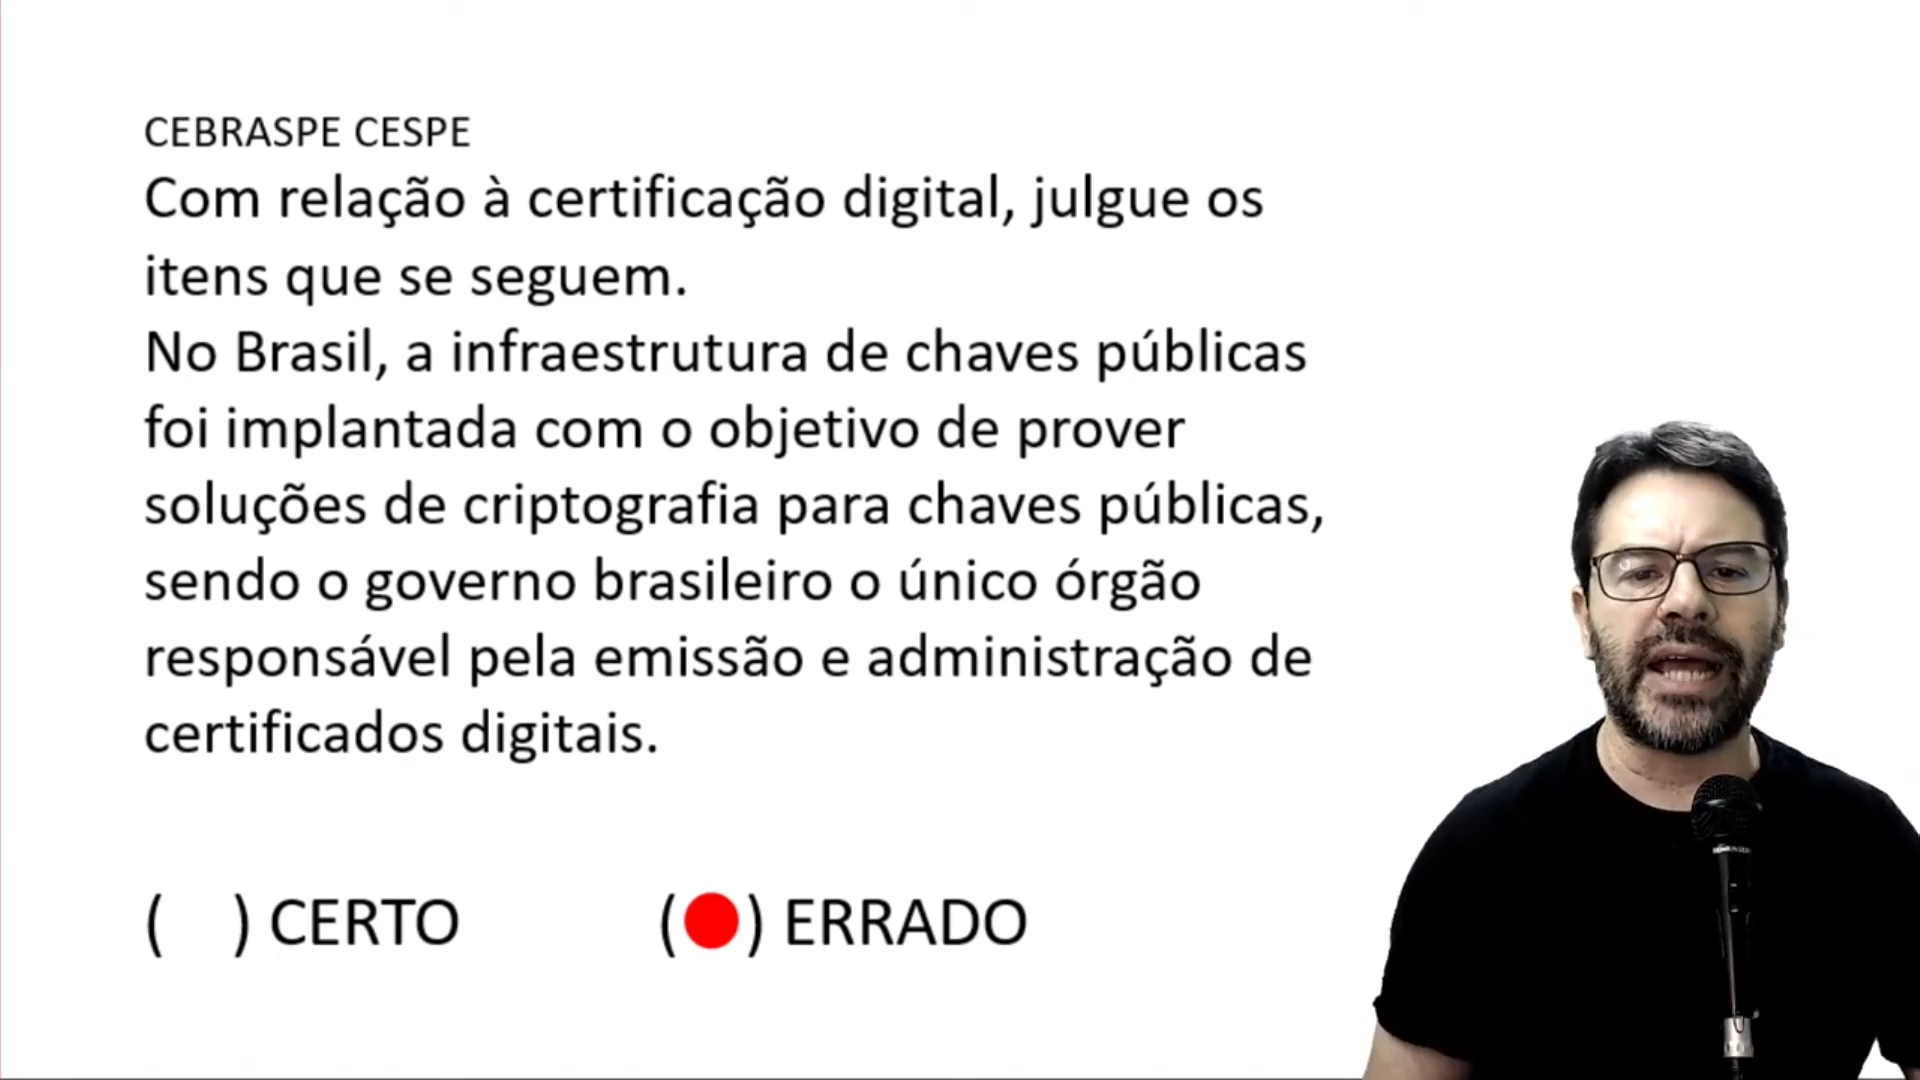 CEBRASPE CESPE
Com relação à certificação digital, julgue os
itens que se seguem.
No Brasil, a infraestrutura de chaves públicas
foi implantada com o objetivo de prover
soluções de criptografia para chaves públicas,
sendo o governo brasileiro o único órgão
responsável pela emissão e administração de
certificados digitais.
( ) CERTO (●) ERRADO